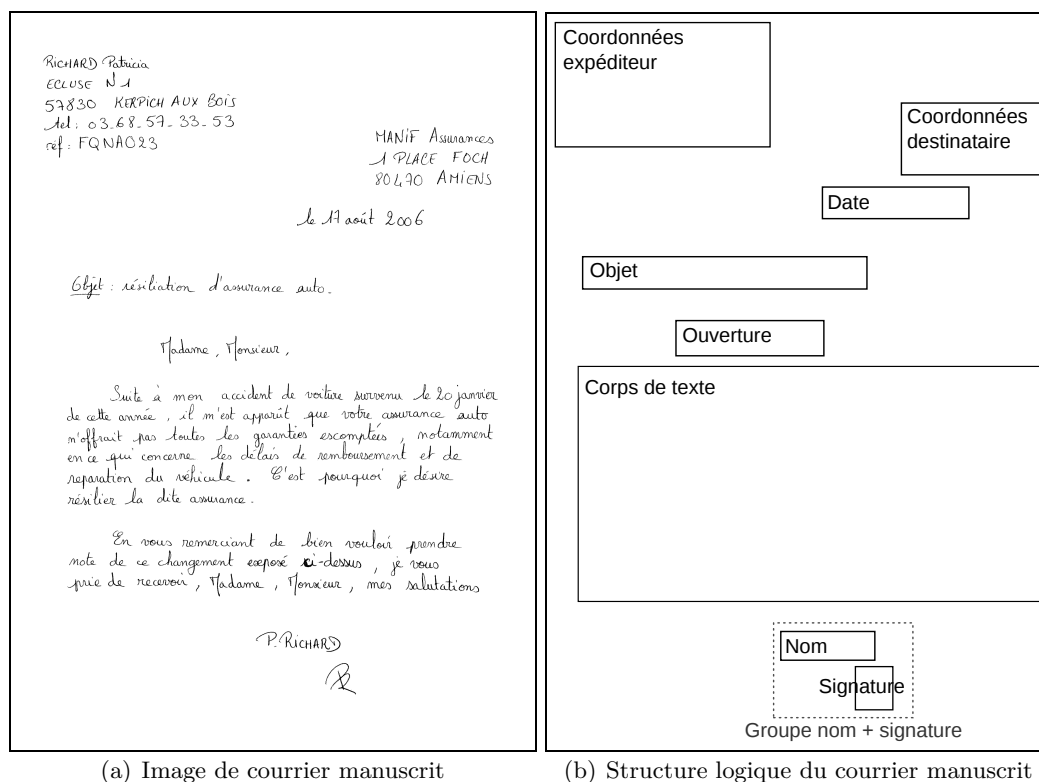 RICHARD Patricia
ECLUSE N 1
57830 KERPICH AUX BOIS
tel: 03_68_57_33_53
réf: FQNA023
MANIF Assurances
1 PLACE FOCH
80470 AMIENS
le 17 août 2006
Objet : résiliation d'assurance auto.
Madame, Monsieur,
Suite à mon accident de voiture survenu le 20 janvier
de cette année, il m'est apparût que votre assurance auto
n'offrait pas toutes les garanties escomptées, notamment
en ce qui concerne les délais de remboursement et de
reparation du véhicule. C'est pourquoi je désire
résilier la dite assurance.
En vous remerciant de bien vouloir prendre
note de ce changement exposé ci-dessus, je vous
prie de recevoir, Madame, Monsieur, mes salutations
P. RICHARD
(a) Image de courrier manuscrit
Coordonnées
expéditeur
Coordonnées
destinataire
Date
Objet
Ouverture
Corps de texte
Nom
Signature
Groupe nom + signature
(b) Structure logique du courrier manuscrit